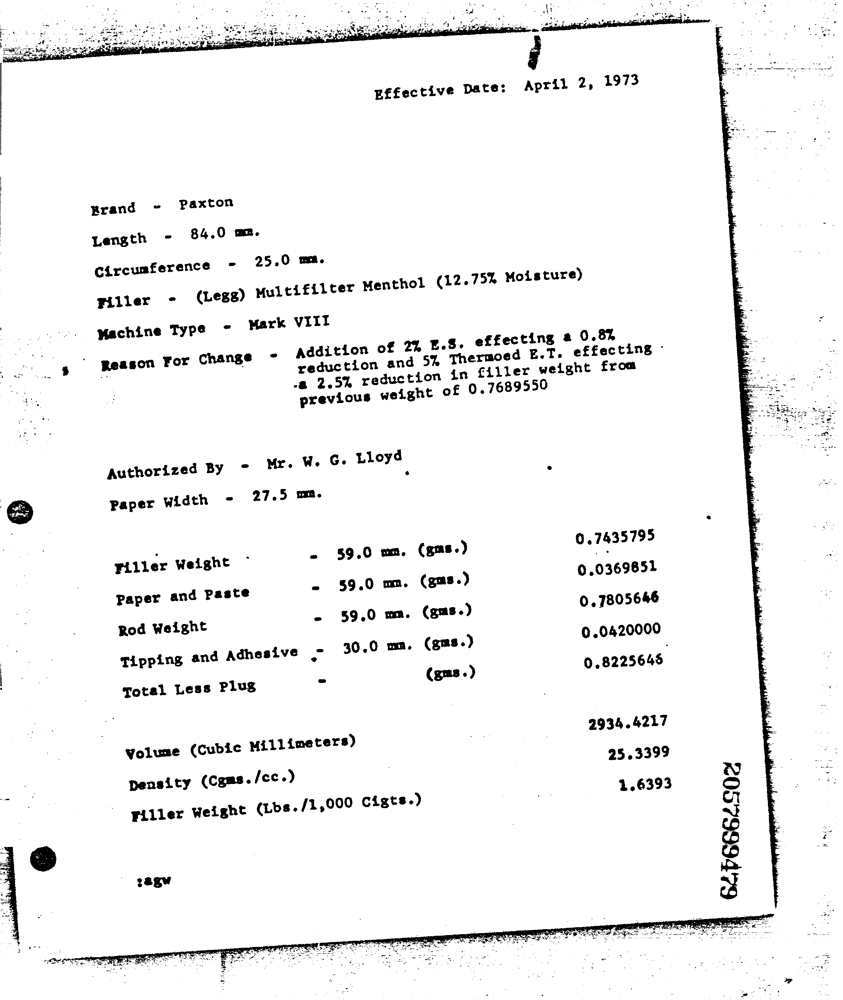 Effective Date: April 2, 1973
Brand - Paxton
Length - 84.0 mm.
Circumference - 25.0 mm.
Filler - (Legg) Multifilter Menthol (12.75% Moisture)
Machine Type - Mark VIII
Reason For Change - Addition of 2% E.S. effecting a 0.8%
reduction and 5% Thermoed E.T. effecting
a 2.5% reduction in filler weight from
previous weight of 0.7689550
Authorized By - Mr. W. G. Lloyd
Paper Width - 27.5 mm.
Filler Weight - 59.0 mm. (gms.) 0.7435795
Paper and Paste - 59.0 mm. (gms.) 0.0369851
Rod Weight - 59.0 mm. (gms.) 0.7805646
Tipping and Adhesive - 30.0 mm. (gms.) 0.0420000
Total Less Plug - (gms.) 0.8225646
Volume (Cubic Millimeters) 2934.4217
Density (Cgms./cc.) 25.3399
Filler Weight (Lbs./1,000 Cigts.) 1.6393
:agw
2057999479